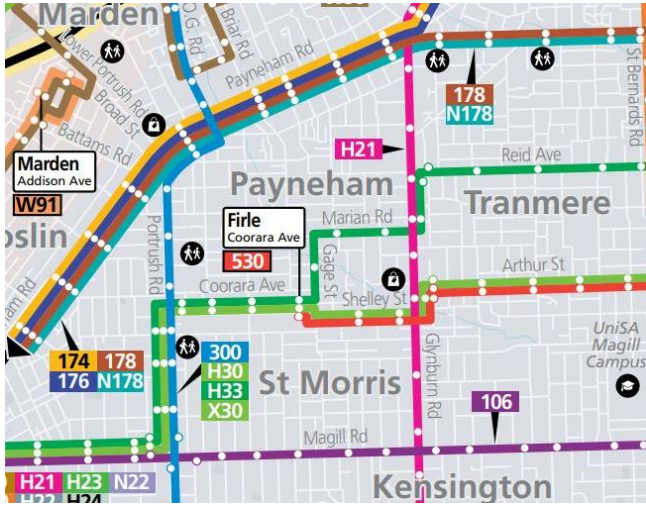 Marden
O.G. Rd
Briar Rd
Lower Portrush Rd
Broad St
Battams Rd
Payneham Rd
178
N178
St Bernards Rd
Marden
Addison Ave
W91
H21
Reid Ave
Payneham
Tranmere
oslin
Firle
Coorara Ave
530
Marian Rd
Gage St
Portrush Rd
Coorara Ave
Shelley St
Arthur St
am Rd
174 178
176 N178
300
H30
H33
X30
St Morris
Glynburn Rd
UniSA
Magill
Campus
106
Magill Rd
H21 H23 N22
H22 H24
Kensington